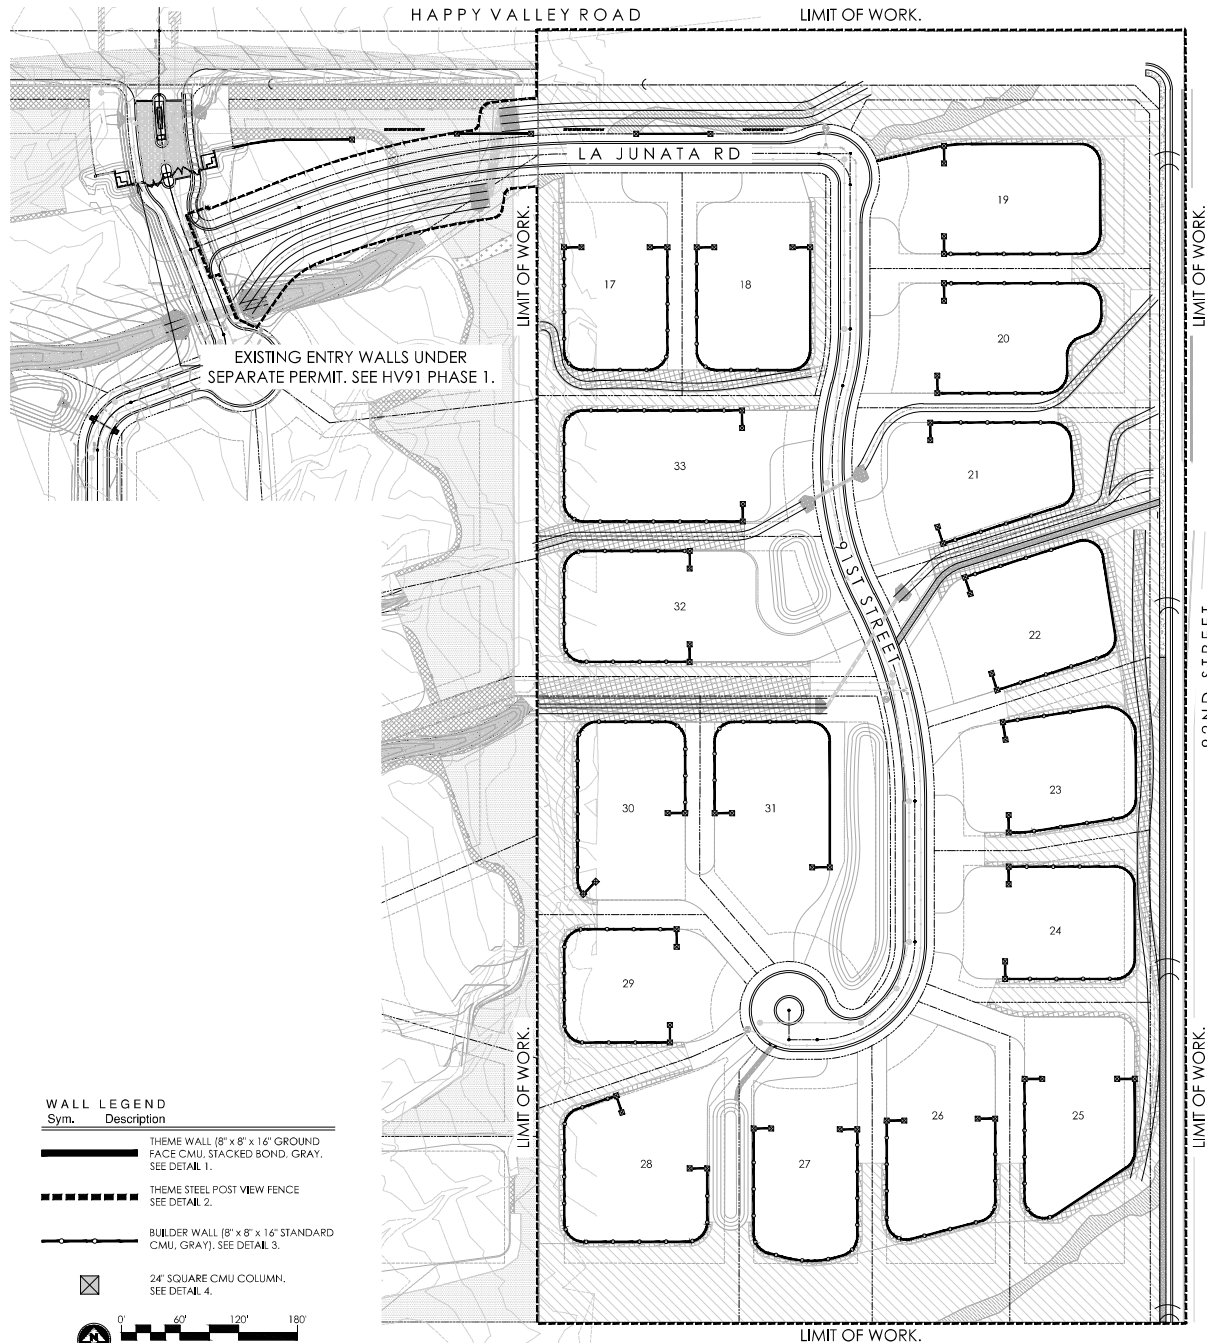 HAPPY VALLEY ROAD
LIMIT OF WORK.
LA JUNATA RD
19
LIMIT OF WORK.
LIMIT OF WORK.
17
18
20
EXISTING ENTRY WALLS UNDER
SEPARATE PERMIT. SEE HV91 PHASE 1.
33
21
91ST STREET
32
22
92ND STREET
23
30
31
24
29
LIMIT OF WORK.
LIMIT OF WORK.
26
25
28
27
WALL LEGEND
Sym. Description
THEME WALL (8" x 8" x 16" GROUND
FACE CMU, STACKED BOND, GRAY.
SEE DETAIL 1.
THEME STEEL POST VIEW FENCE
SEE DETAIL 2.
BUILDER WALL (8" x 8" x 16" STANDARD
CMU, GRAY). SEE DETAIL 3.
24" SQUARE CMU COLUMN.
SEE DETAIL 4.
N
0' 60' 120' 180'
LIMIT OF WORK.